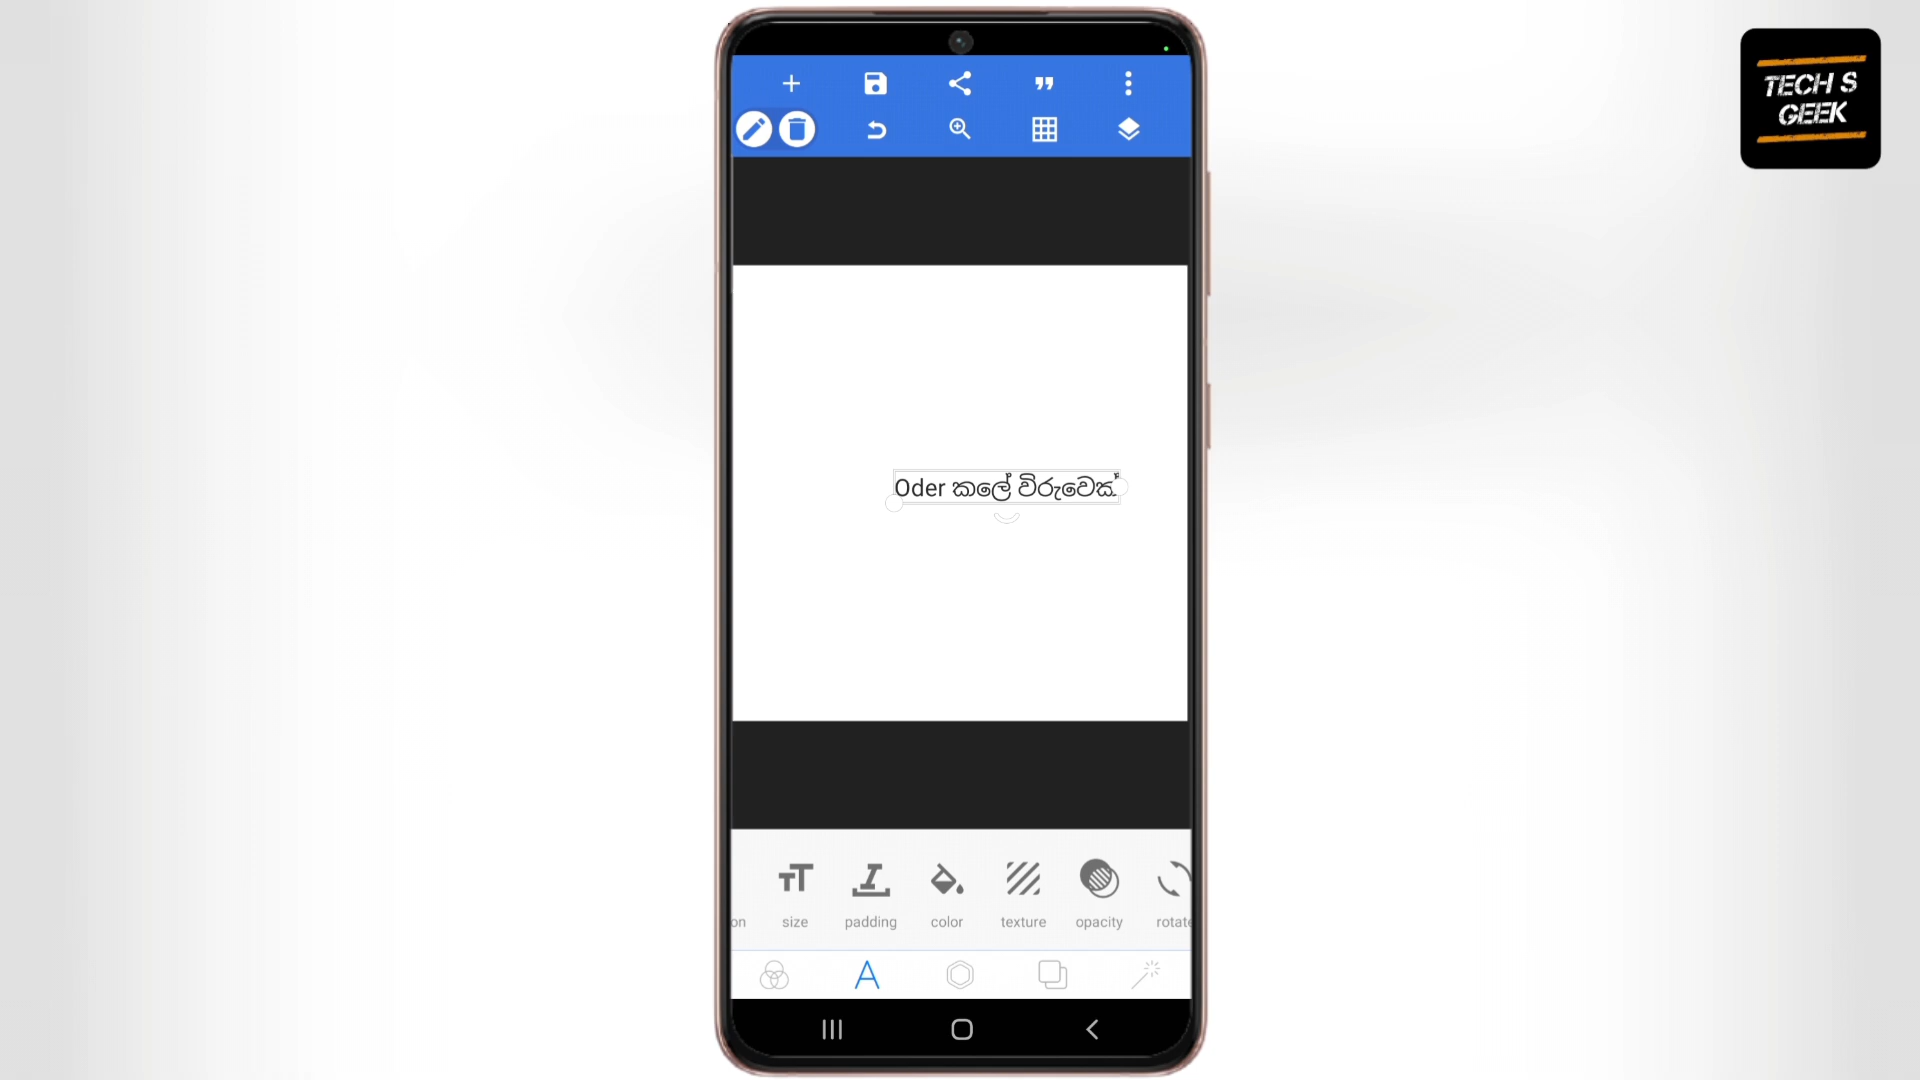 TECH S
GEEK
Oder කලේ විරුවෙක්
on size padding color texture opacity rotate